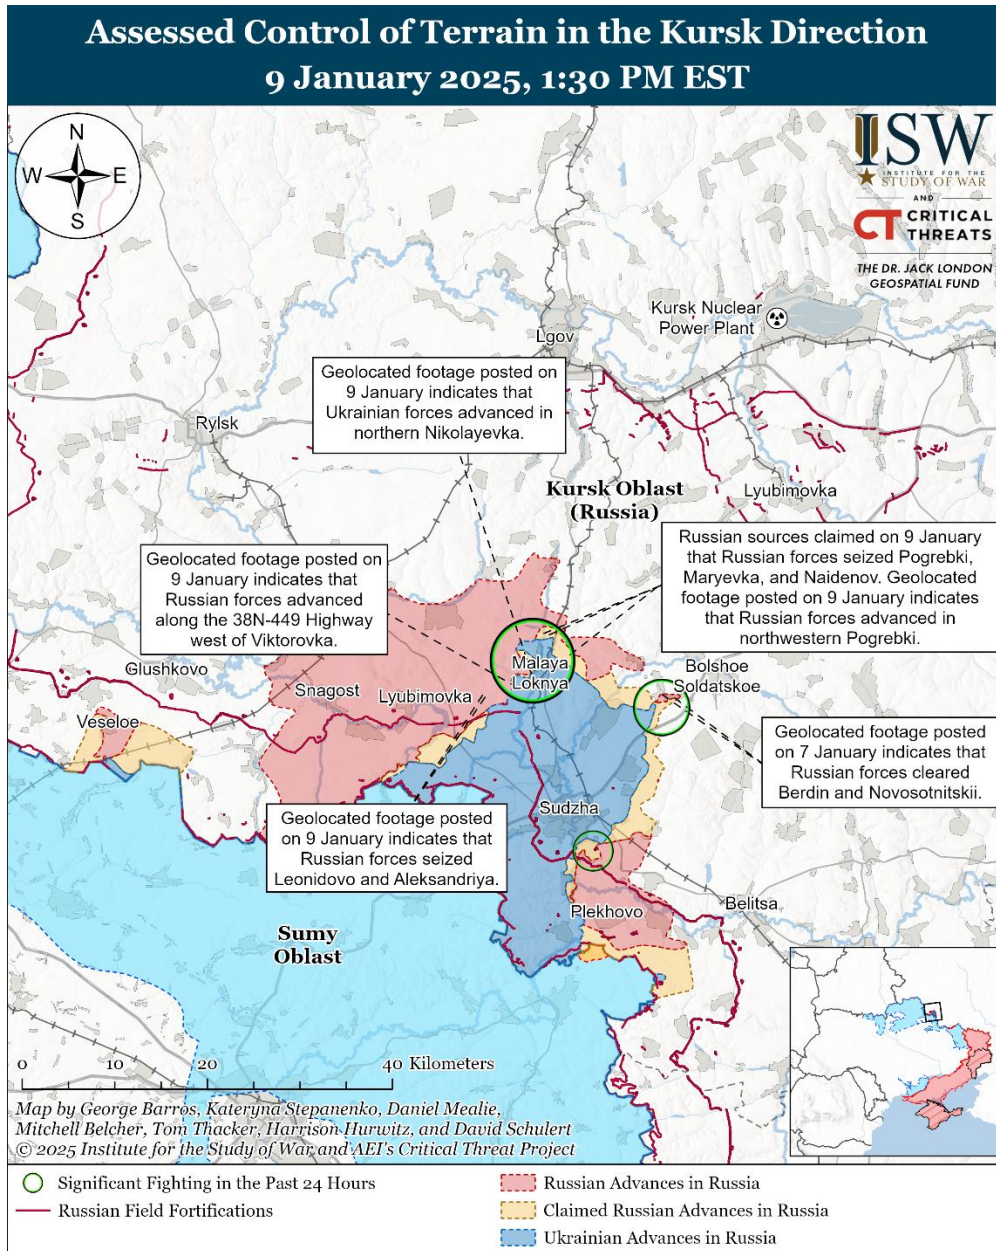 Assessed Control of Terrain in the Kursk Direction
9 January 2025, 1:30 PM EST
N
W E
S
ISW
INSTITUTE FOR THE
STUDY OF WAR
AND
CT CRITICAL
THREATS
THE DR. JACK LONDON
GEOSPATIAL FUND
Kursk Nuclear
Power Plant
Lgov
Geolocated footage posted on
9 January indicates that
Ukrainian forces advanced in
northern Nikolayevka.
Rylsk
Lyubimovka
Kursk Oblast
(Russia)
Russian sources claimed on 9 January
that Russian forces seized Pogrebki,
Maryevka, and Naidenov. Geolocated
footage posted on 9 January indicates
that Russian forces advanced in
northwestern Pogrebki.
Geolocated footage posted on
9 January indicates that
Russian forces advanced
along the 38N-449 Highway
west of Viktorovka.
Glushkovo
Snagost
Lyubimovka
Malaya
Loknya
Bolshoe
Soldatskoe
Veseloe
Geolocated footage posted
on 7 January indicates that
Russian forces cleared
Berdin and Novosotnitskii.
Sudzha
Geolocated footage posted
on 9 January indicates that
Russian forces seized
Leonidovo and Aleksandriya.
Plekhovo
Belitsa
Sumy
Oblast
0 10 20 40 Kilometers
Map by George Barros, Kateryna Stepanenko, Daniel Mealie,
Mitchell Belcher, Tom Thacker, Harrison Hurwitz, and David Schulert
© 2025 Institute for the Study of War and AEI's Critical Threat Project
Significant Fighting in the Past 24 Hours
Russian Field Fortifications
Russian Advances in Russia
Claimed Russian Advances in Russia
Ukrainian Advances in Russia